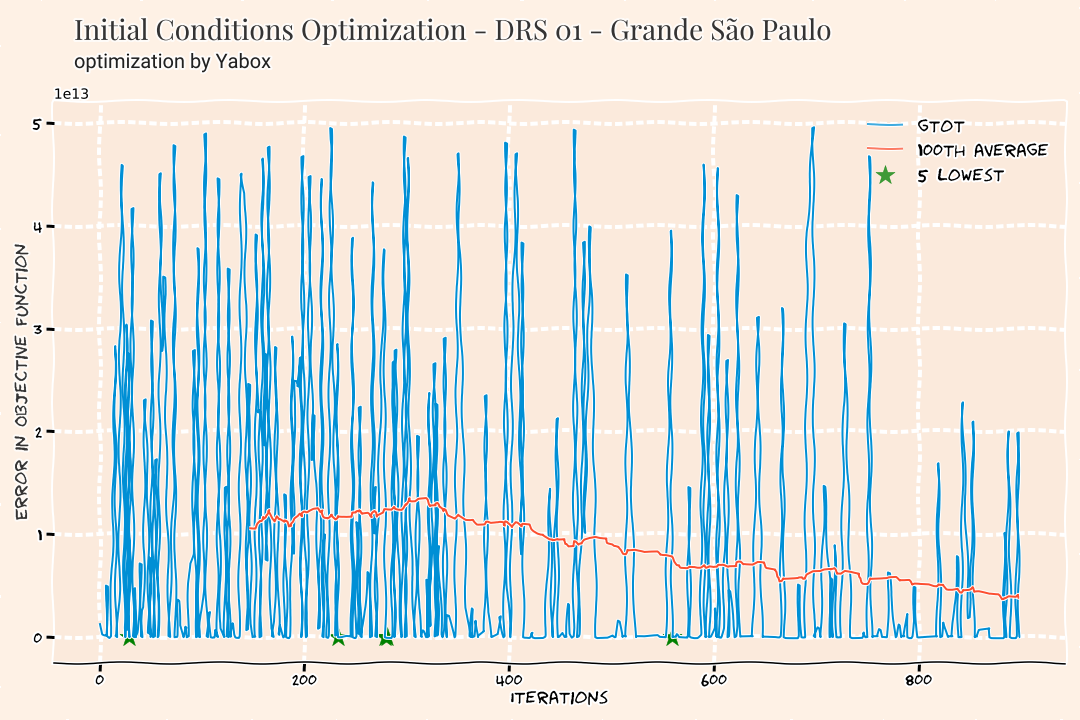 Initial Conditions Optimization - DRS 01 - Grande São Paulo
optimization by Yabox
1e13
5
4
3
2
1
0
ERROR IN OBJECTIVE FUNCTION
GTOT
100TH AVERAGE
5 LOWEST
0 200 400 600 800
ITERATIONS